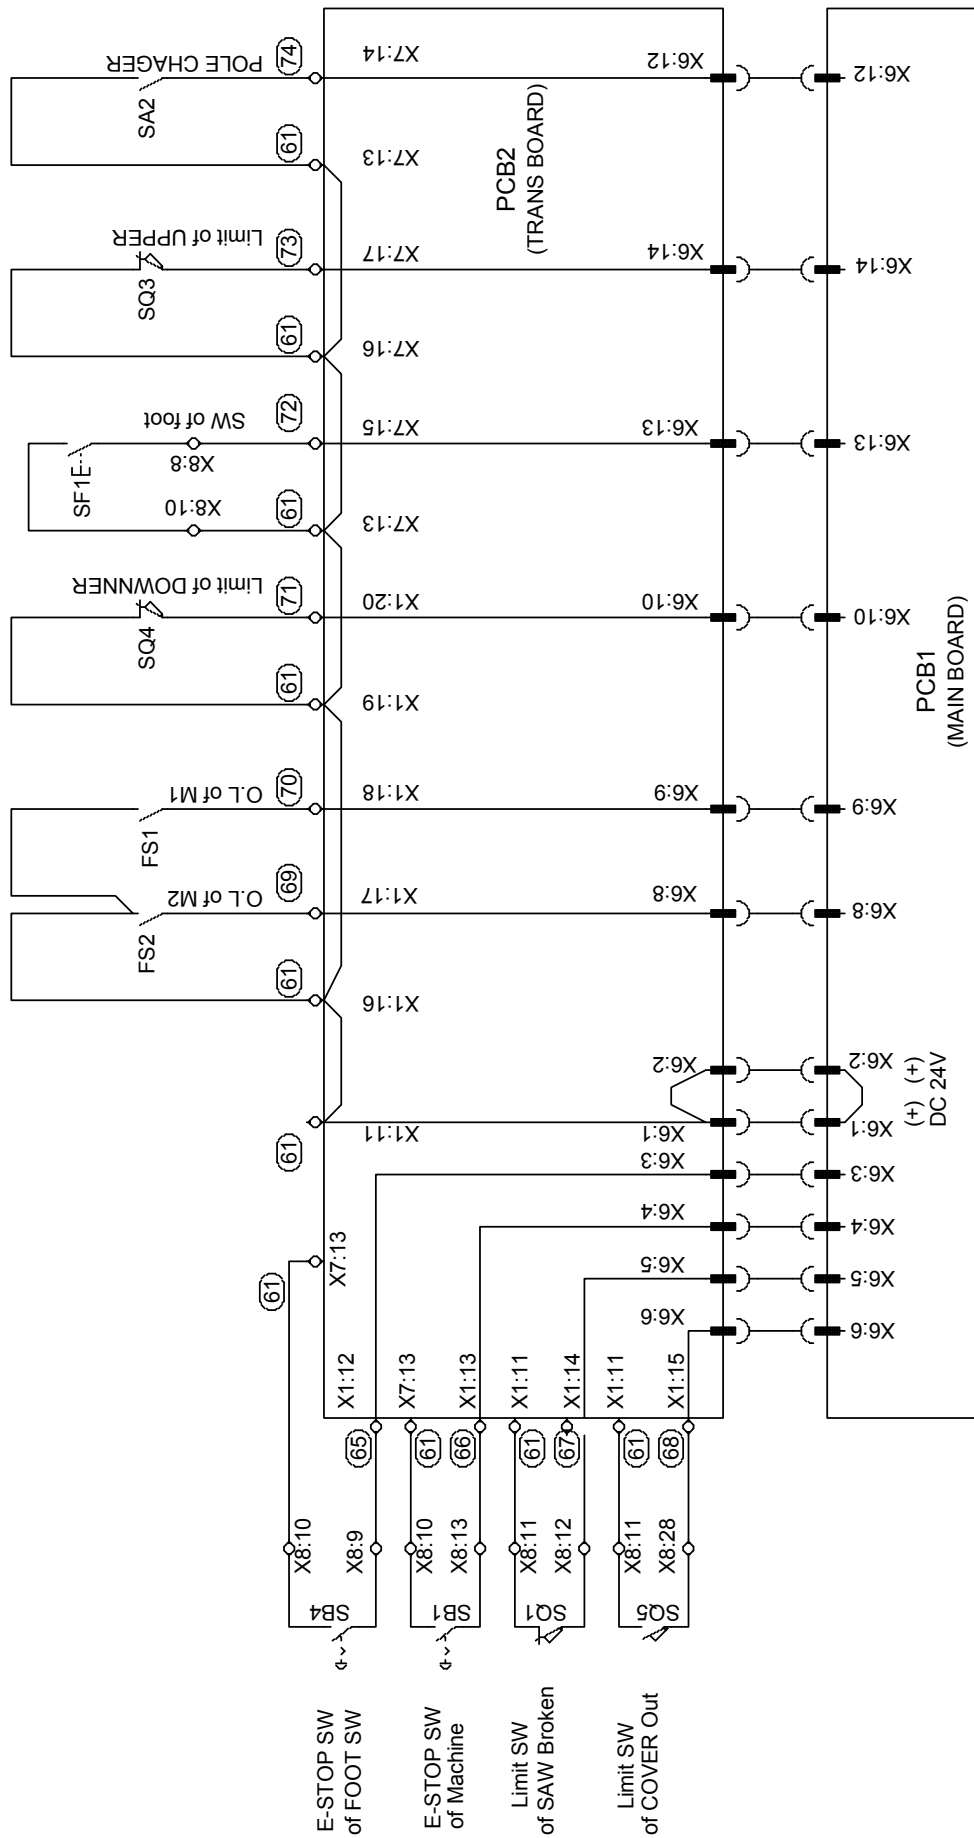 POLE CHAGER
SA2
74
61
X7:14
X7:13
X6:12
X6:12
PCB2
(TRANS BOARD)
Limit of UPPER
SQ3
73
61
X7:17
X7:16
X6:14
X6:14
SW of foot
SF1
X8:8
X8:10
72
61
X7:15
X7:13
X6:13
X6:13
Limit of DOWNNER
SQ4
71
61
X1:20
X1:19
X6:10
X6:10
PCB1
(MAIN BOARD)
O.L of M1
FS1
70
X1:18
X6:9
X6:9
O.L of M2
FS2
69
61
X1:17
X1:16
X6:8
X6:8
61
X1:11
X6:2
X6:1
X6:2
X6:1
(+) (+)
DC 24V
X6:3
X6:3
X6:4
X6:4
X6:5
X6:5
X6:6
X6:6
61
X7:13
X1:12
X7:13
X1:13
X1:11
X1:14
X1:11
X1:15
65
61
66
61
67
61
68
X8:10
X8:9
X8:10
X8:13
X8:11
X8:12
X8:11
X8:28
SB4
SB1
SQ1
SQ5
E-STOP SW
of FOOT SW
E-STOP SW
of Machine
Limit SW
of SAW Broken
Limit SW
of COVER Out